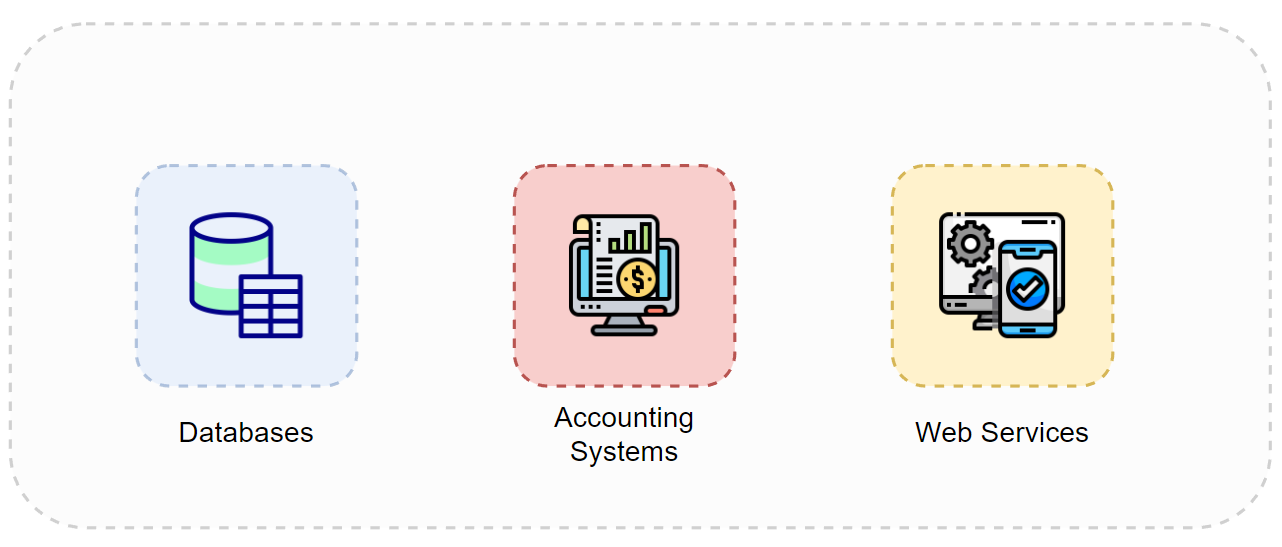 Databases
Accounting
Systems
Web Services